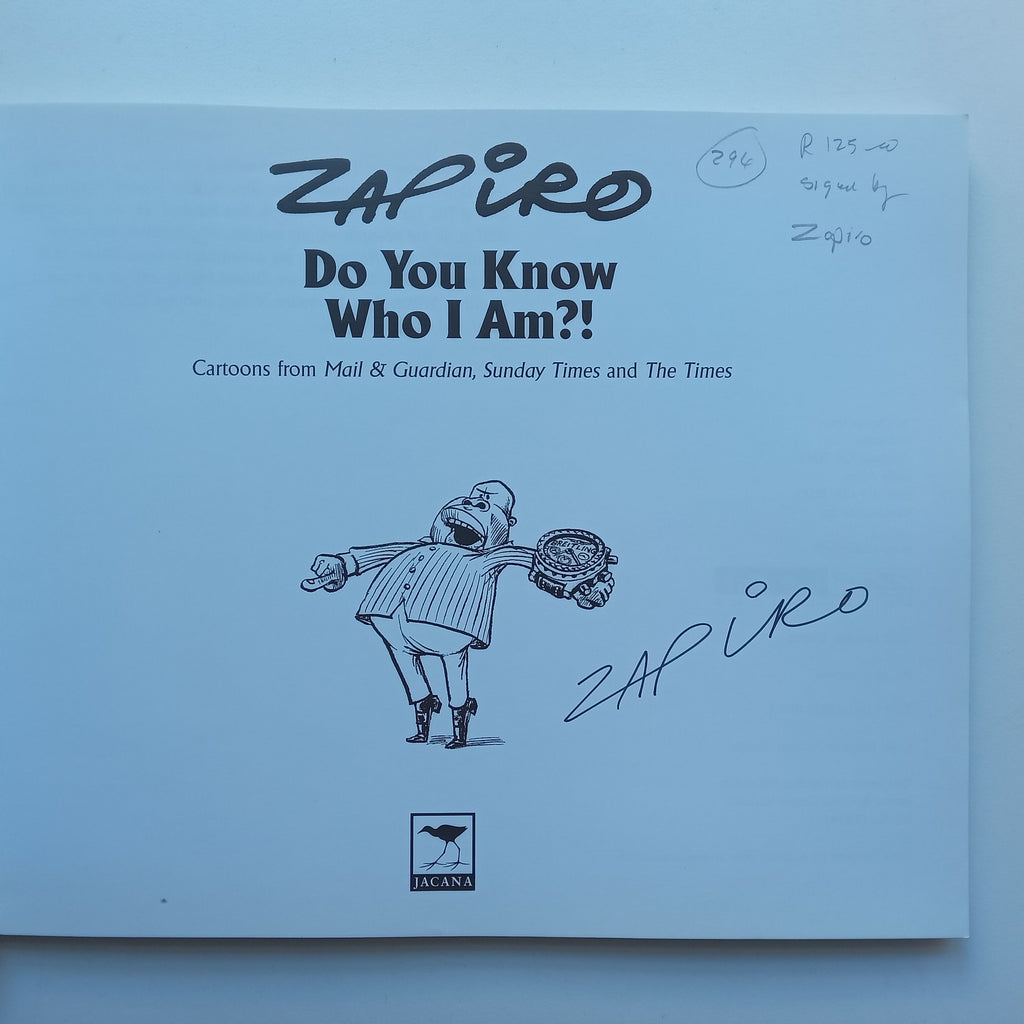 ZAPiRO
Do You Know
Who I Am?!
Cartoons from Mail & Guardian, Sunday Times and The Times
294
R 125-00
signed by
Zapiro
BREITLING
ZAPiRO
JACANA